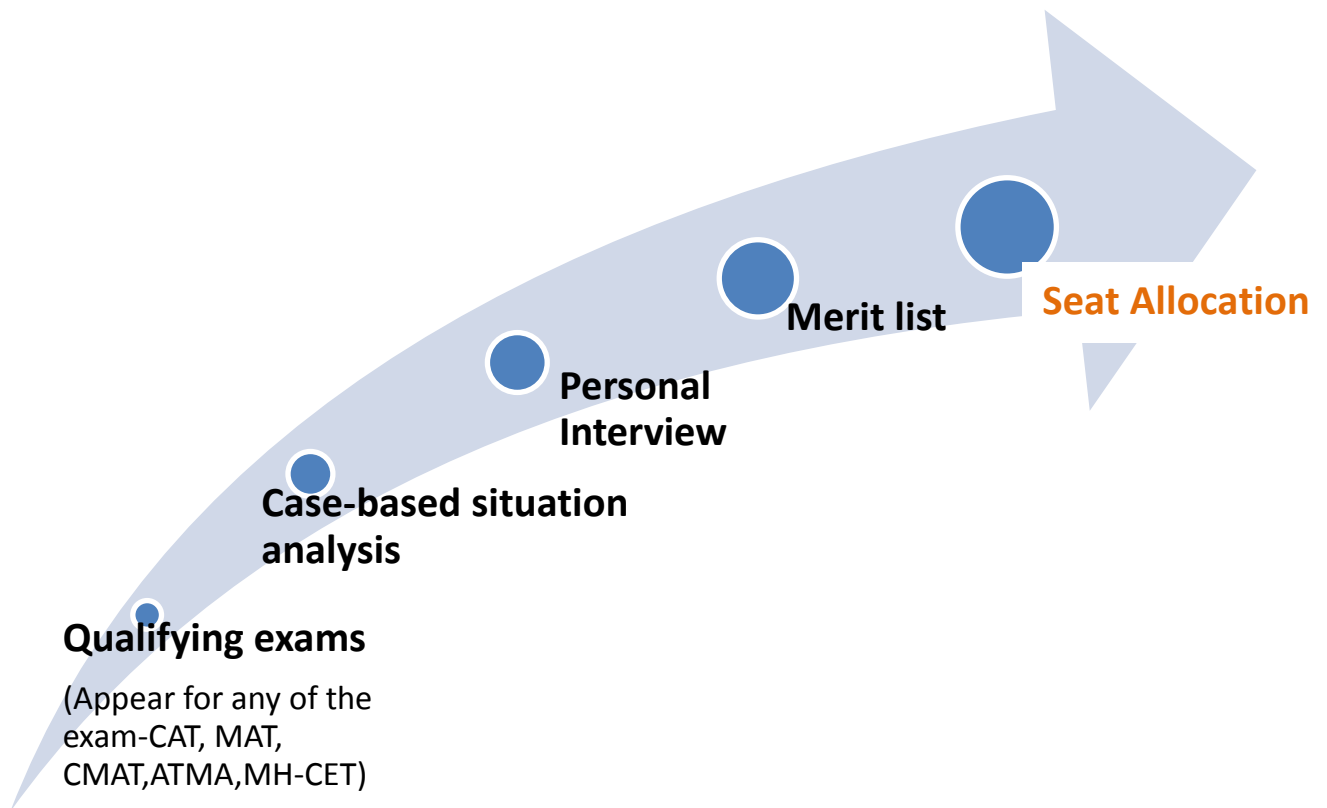 Qualifying exams
(Appear for any of the
exam-CAT, MAT,
CMAT,ATMA,MH-CET)
Case-based situation
analysis
Personal
Interview
Merit list
Seat Allocation